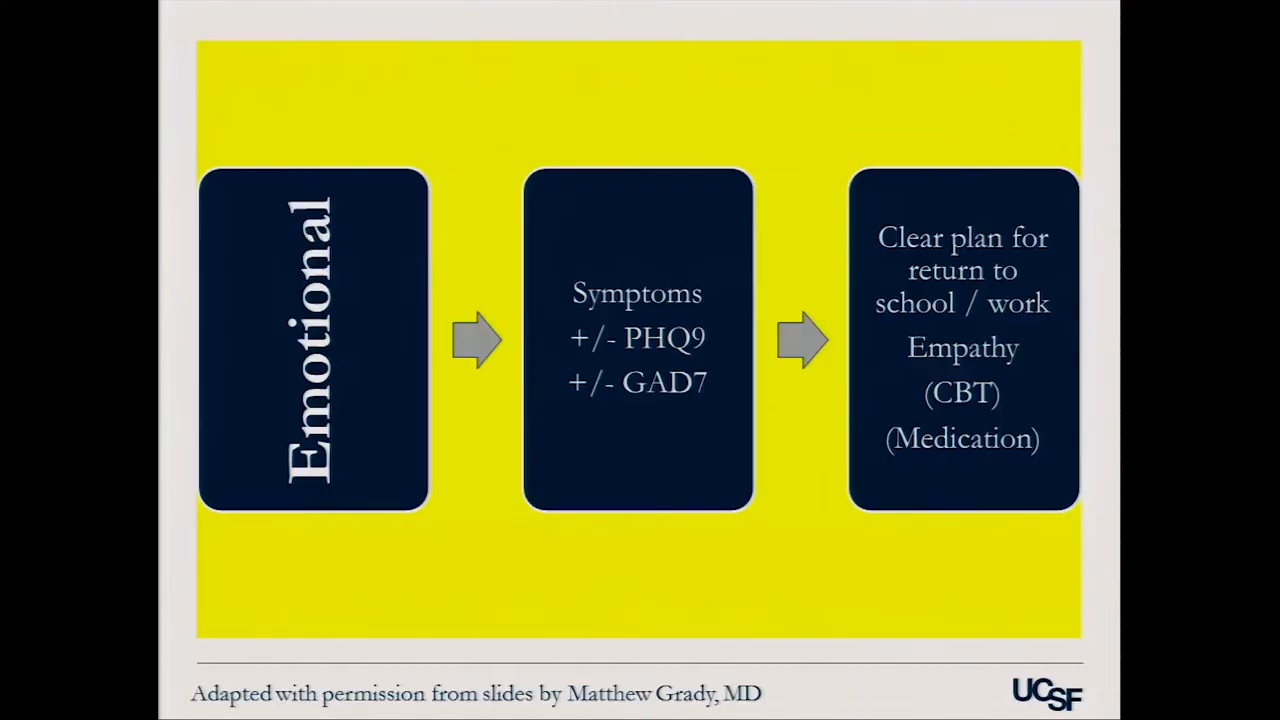 Emotional
Symptoms
+/- PHQ9
+/- GAD7
Clear plan for
return to
school / work
Empathy
(CBT)
(Medication)
Adapted with permission from slides by Matthew Grady, MD
UCSF